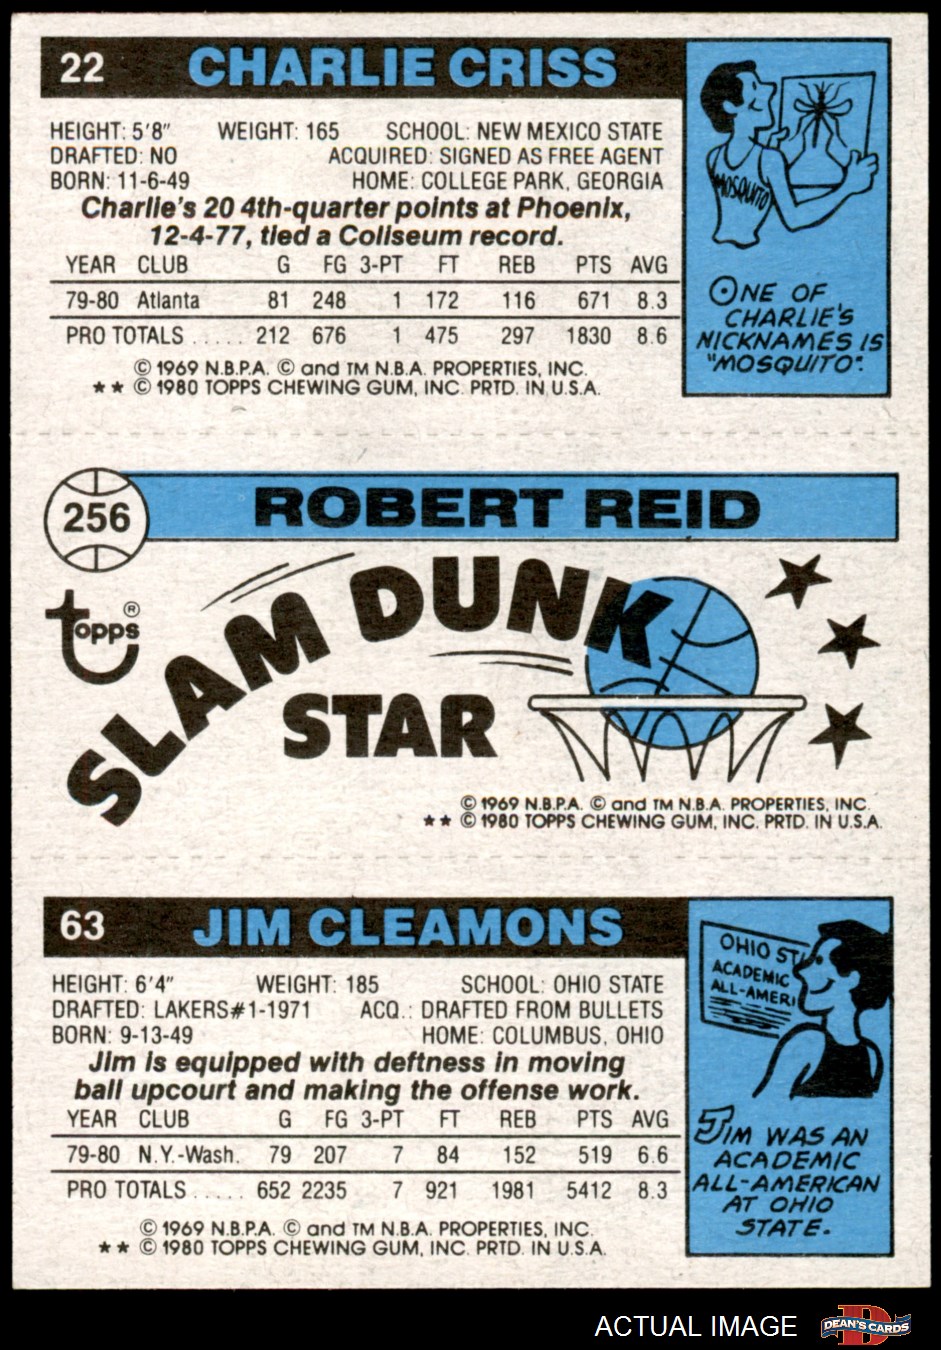 22 CHARLIE CRISS
HEIGHT: 5'8" WEIGHT: 165 SCHOOL: NEW MEXICO STATE
DRAFTED: NO ACQUIRED: SIGNED AS FREE AGENT
BORN: 11-6-49 HOME: COLLEGE PARK, GEORGIA
Charlie's 20 4th-quarter points at Phoenix,
12-4-77, tied a Coliseum record.
YEAR CLUB G FG 3-PT FT REB PTS AVG
79-80 Atlanta 81 248 1 172 116 671 8.3
PRO TOTALS ..... 212 676 1 475 297 1830 8.6
© 1969 N.B.P.A. © and TM N.B.A. PROPERTIES, INC.
★★ © 1980 TOPPS CHEWING GUM, INC. PRTD. IN U.S.A.
MOSQUITO
ONE OF
CHARLIE'S
NICKNAMES IS
"MOSQUITO".
256 ROBERT REID
topps®
SLAM DUNK
STAR
© 1969 N.B.P.A. © and TM N.B.A. PROPERTIES, INC.
★★ © 1980 TOPPS CHEWING GUM, INC. PRTD. IN U.S.A.
63 JIM CLEAMONS
HEIGHT: 6'4" WEIGHT: 185 SCHOOL: OHIO STATE
DRAFTED: LAKERS#1-1971 ACQ.: DRAFTED FROM BULLETS
BORN: 9-13-49 HOME: COLUMBUS, OHIO
Jim is equipped with deftness in moving
ball upcourt and making the offense work.
YEAR CLUB G FG 3-PT FT REB PTS AVG
79-80 N.Y.-Wash. 79 207 7 84 152 519 6.6
PRO TOTALS ..... 652 2235 7 921 1981 5412 8.3
© 1969 N.B.P.A. © and TM N.B.A. PROPERTIES, INC.
★★ © 1980 TOPPS CHEWING GUM, INC. PRTD. IN U.S.A.
OHIO ST
ACADEMIC
ALL-AMERI
JIM WAS AN
ACADEMIC
ALL-AMERICAN
AT OHIO
STATE.
ACTUAL IMAGE
D
DEAN'S CARDS